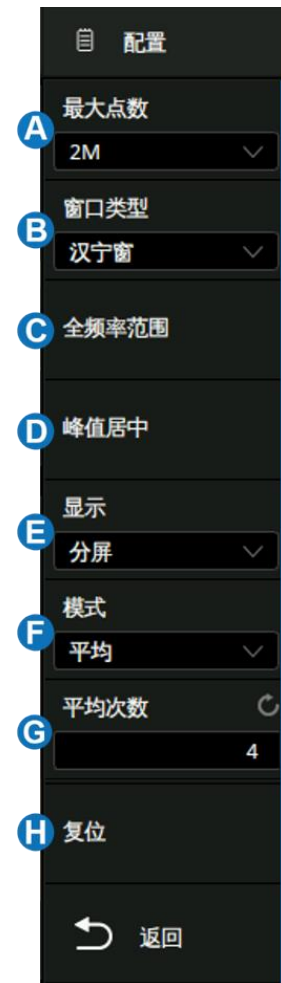 配置
A
最大点数
2M
B
窗口类型
汉宁窗
C
全频率范围
D
峰值居中
E
显示
分屏
F
模式
平均
G
平均次数
4
H
复位
返回